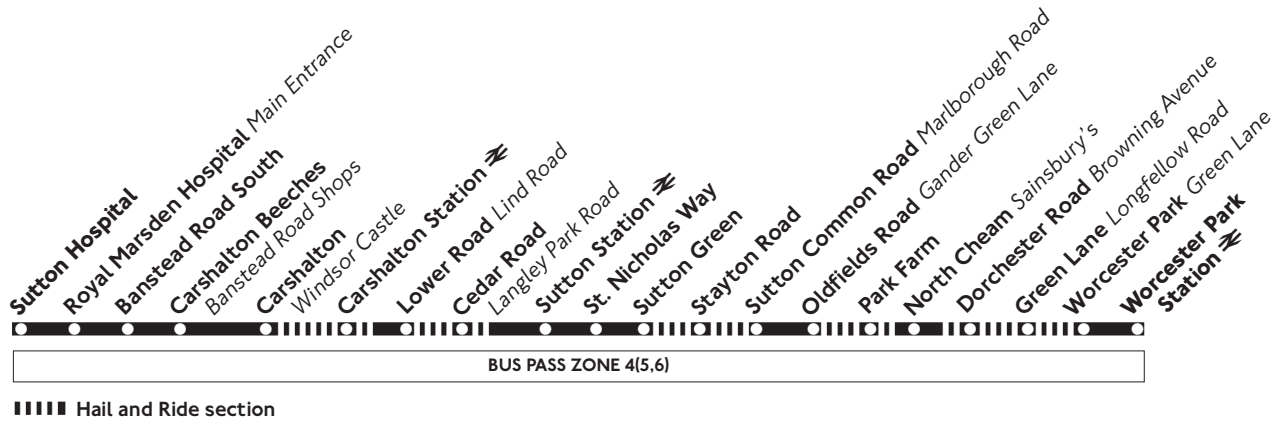 Sutton Hospital
Royal Marsden Hospital Main Entrance
Banstead Road South
Carshalton Beeches
Banstead Road Shops
Carshalton
Windsor Castle
Carshalton Station
Lower Road Lind Road
Cedar Road
Langley Park Road
Sutton Station
St. Nicholas Way
Sutton Green
Stayton Road
Sutton Common Road Marlborough Road
Oldfields Road Gander Green Lane
Park Farm
North Cheam Sainsbury's
Dorchester Road Browning Avenue
Green Lane Longfellow Road
Worcester Park Green Lane
Worcester Park
Station
BUS PASS ZONE 4(5,6)
Hail and Ride section